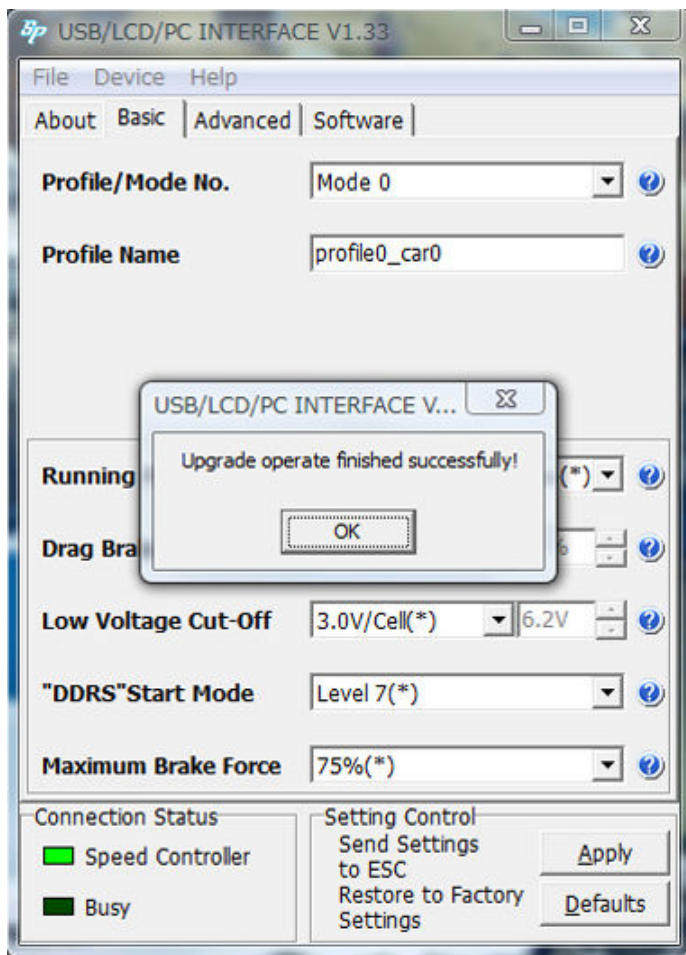 Sp USB/LCD/PC INTERFACE V1.33
File Device Help
About Basic Advanced Software
Profile/Mode No. Mode 0
Profile Name profile0_car0
USB/LCD/PC INTERFACE V...
Upgrade operate finished successfully!
OK
Running (*)
Drag Bra %
Low Voltage Cut-Off 3.0V/Cell(*) 6.2V
"DDRS"Start Mode Level 7(*)
Maximum Brake Force 75%(*)
Connection Status
Speed Controller
Busy
Setting Control
Send Settings
to ESC
Apply
Restore to Factory
Settings
Defaults